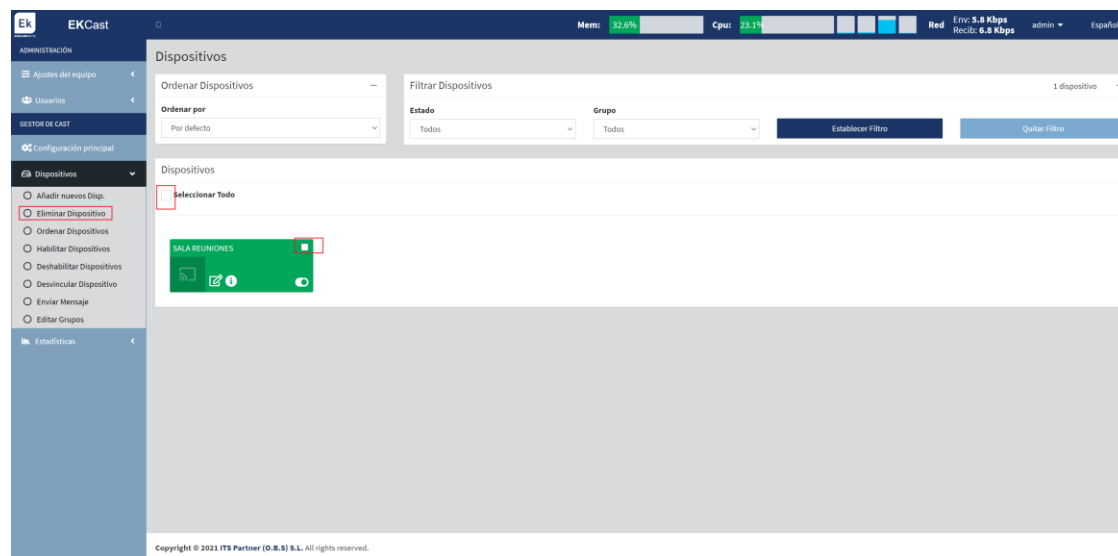 Ek EKCast
Mem: 32.6% Cpu: 23.1% Red Env: 5.8 Kbps Recib: 6.8 Kbps admin Español
ADMINISTRACIÓN
Ajustes del equipo
Usuarios
GESTOR DE CAST
Configuración principal
Dispositivos
Añadir nuevos Disp.
Eliminar Dispositivo
Ordenar Dispositivos
Habilitar Dispositivos
Deshabilitar Dispositivos
Desvincular Dispositivo
Enviar Mensaje
Editar Grupos
Estadísticas
Dispositivos
Ordenar Dispositivos
Ordenar por
Por defecto
Filtrar Dispositivos 1 dispositivo
Estado Grupo
Todos Todos Establecer Filtro Quitar Filtro
Dispositivos
Seleccionar Todo
SALA REUNIONES
Copyright © 2021 ITS Partner (O.B.S) S.L. All rights reserved.